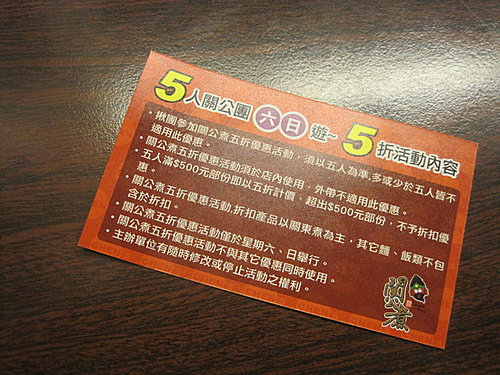 5人關公團六日遊~5折活動內容
・揪團參加關公煮五折優惠活動，須以五人為準,多或少於五人皆不
適用此優惠。
・關公煮五折優惠活動須於店內使用，外帶不適用此優惠。
・五人滿$500元部份即以五折計價，超出$500元部份，不予折扣優
惠。
・關公煮五折優惠活動,折扣產品以關東煮為主，其它麵、飯類不包
含於折扣。
・關公煮五折優惠活動僅於星期六、日舉行。
・關公煮五折優惠活動不與其它優惠同時使用。
・主辦單位有隨時修改或停止活動之權利。
關煮